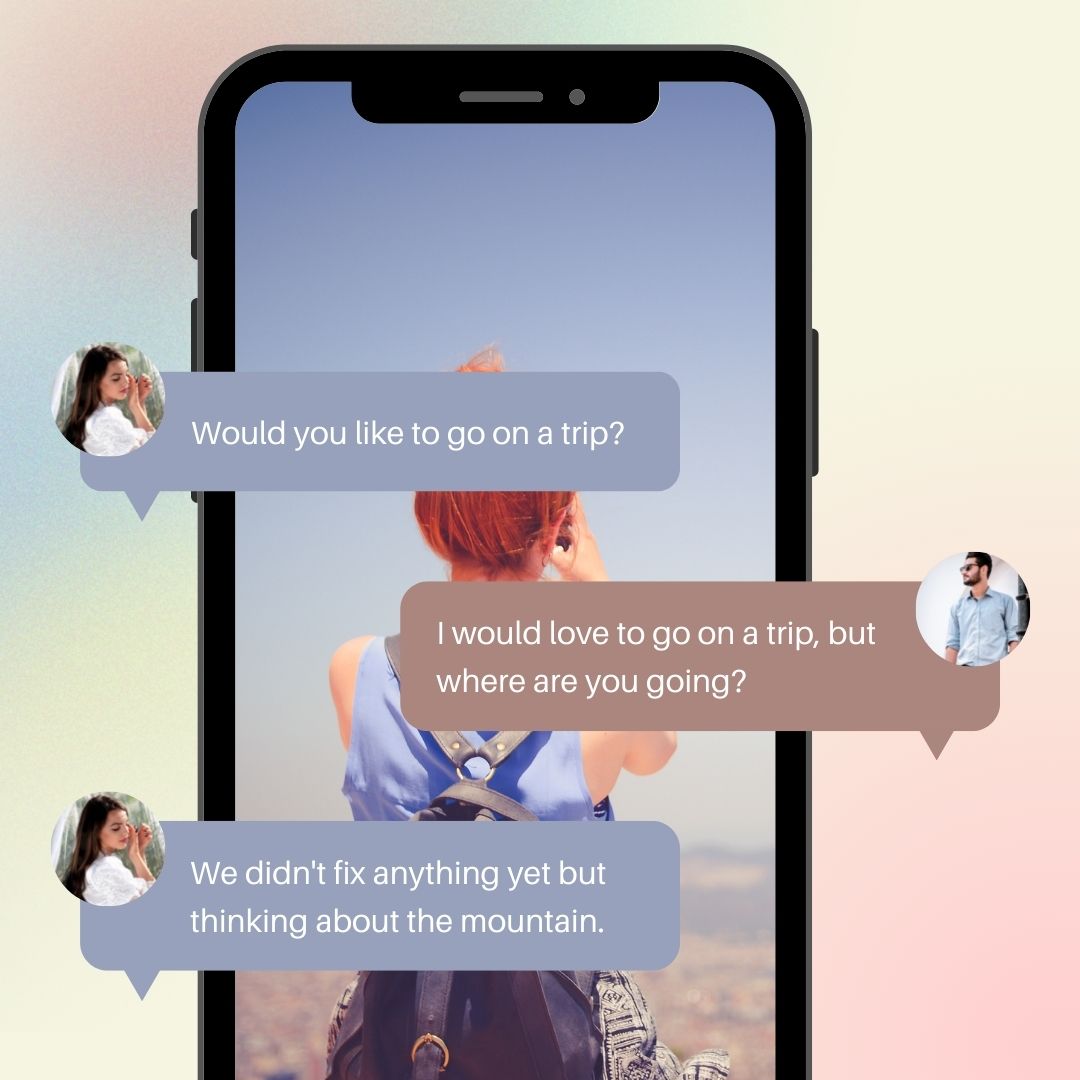 Would you like to go on a trip?
I would love to go on a trip, but
where are you going?
We didn't fix anything yet but
thinking about the mountain.